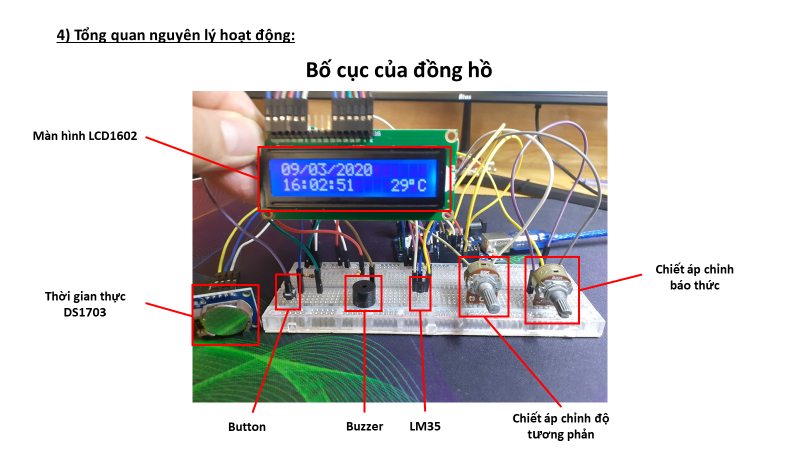 4) Tổng quan nguyên lý hoạt động:
Bố cục của đồng hồ
Màn hình LCD1602
09/03/2020
16:02:51 29°C
Thời gian thực
DS1703
Chiết áp chỉnh
báo thức
Button
Buzzer
LM35
Chiết áp chỉnh độ
tương phản